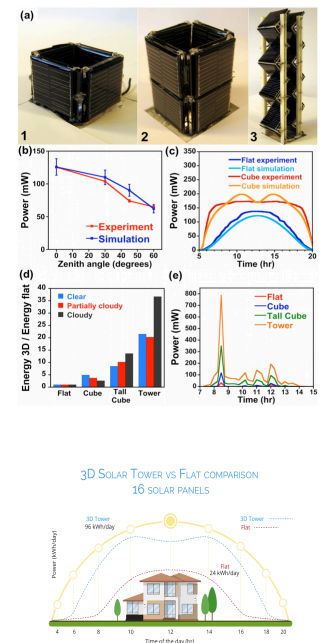 (a)
1
2
3
(b)
150
100
50
0
Power (mW)
Experiment
Simulation
0 10 20 30 40 50 60
Zenith angle (degrees)
(c)
350
300
250
200
150
100
50
0
Power (mW)
Flat experiment
Flat simulation
Cube experiment
Cube simulation
5 10 15 20
Time (hr)
(d)
40
35
30
25
20
15
10
5
0
Energy 3D / Energy flat
Clear
Partially cloudy
Cloudy
Flat Cube Tall Cube Tower
(e)
800
700
600
500
400
300
200
100
0
Power (mW)
Flat
Cube
Tall Cube
Tower
7 8 9 10 11 12 13 14 15
Time (hr)
3D Solar Tower vs Flat comparison
16 solar panels
3D Tower
96 kWh/day
3D Tower
Flat
Flat
24 kWh/day
Power (kWh/day)
4 6 8 10 12 14 16 18 20
Time of the day (hr)